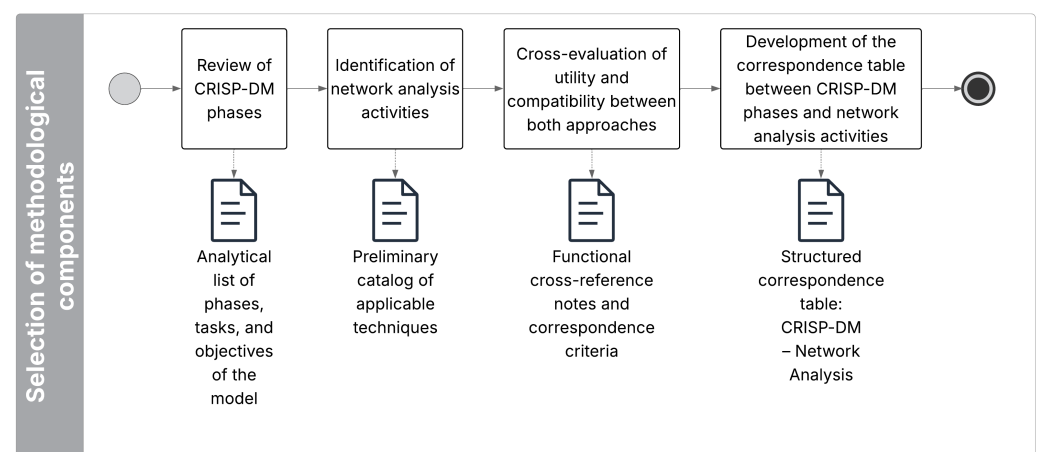 Selection of methodological
components
Review of
CRISP-DM
phases
Identification of
network analysis
activities
Cross-evaluation of
utility and
compatibility between
both approaches
Development of the
correspondence table
between CRISP-DM
phases and network
analysis activities
Analytical
list of
phases,
tasks, and
objectives
of the
model
Preliminary
catalog of
applicable
techniques
Functional
cross-reference
notes and
correspondence
criteria
Structured
correspondence
table:
CRISP-DM
– Network
Analysis